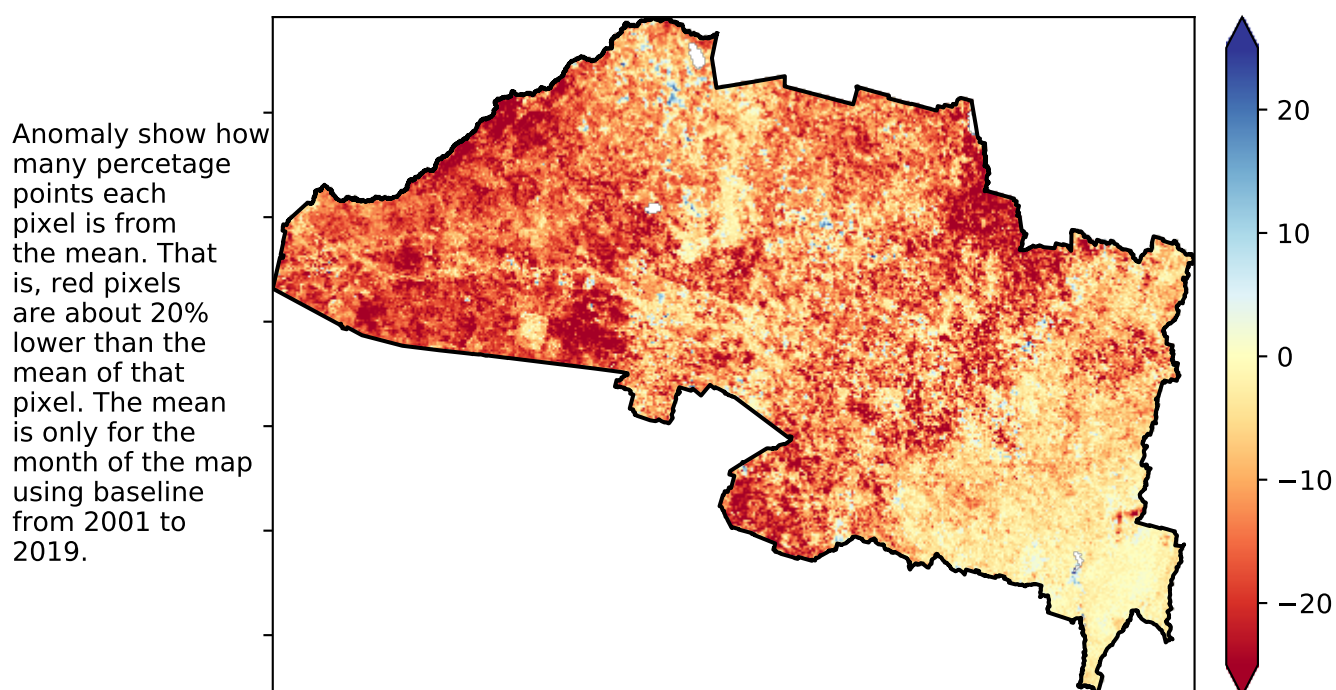 Anomaly show how
many percetage
points each
pixel is from
the mean. That
is, red pixels
are about 20%
lower than the
mean of that
pixel. The mean
is only for the
month of the map
using baseline
from 2001 to
2019.
20
10
0
−10
−20